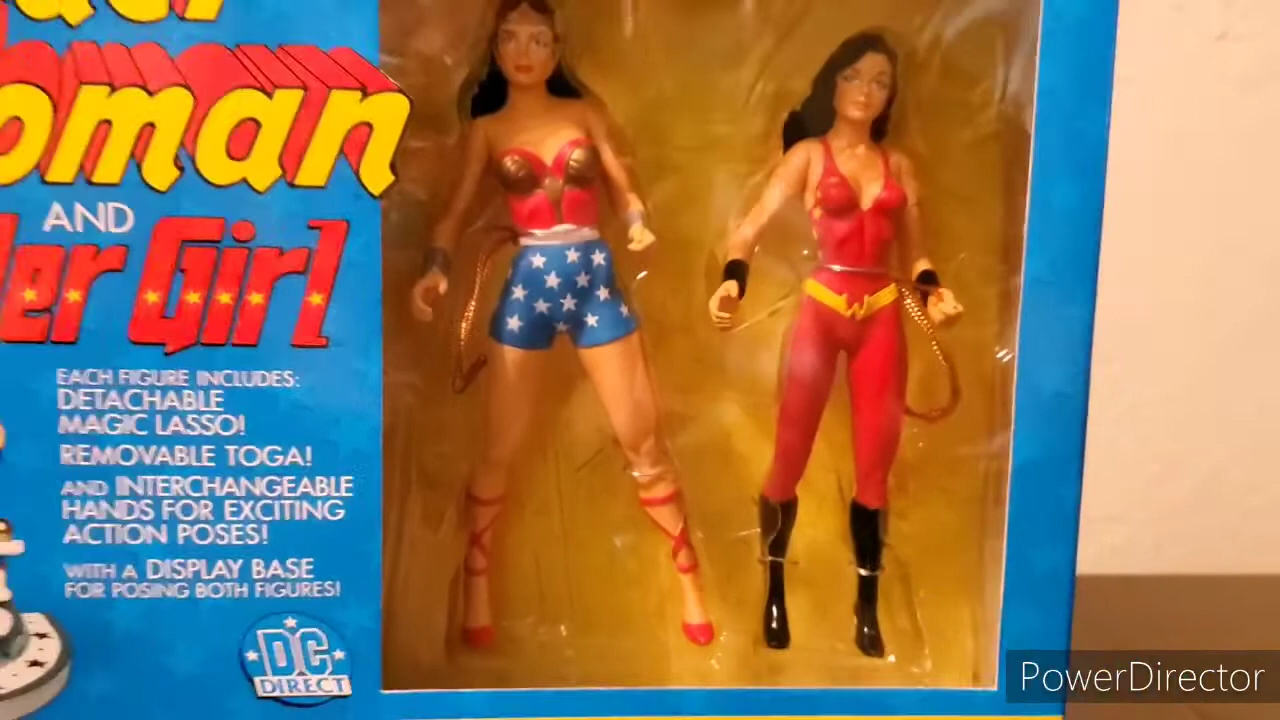 oman
AND
er Girl
EACH FIGURE INCLUDES:
DETACHABLE
MAGIC LASSO!
REMOVABLE TOGA!
AND INTERCHANGEABLE
HANDS FOR EXCITING
ACTION POSES!
WITH A DISPLAY BASE
FOR POSING BOTH FIGURES!
DC
DIRECT
W
PowerDirector